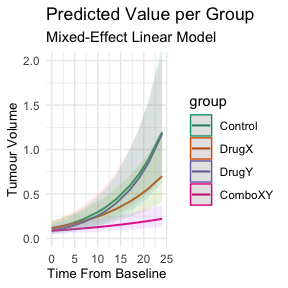 Predicted Value per Group
Mixed-Effect Linear Model
Tumour Volume
2.0
1.5
1.0
0.5
0.0
0 5 10 15 20 25
Time From Baseline
group
Control
DrugX
DrugY
ComboXY